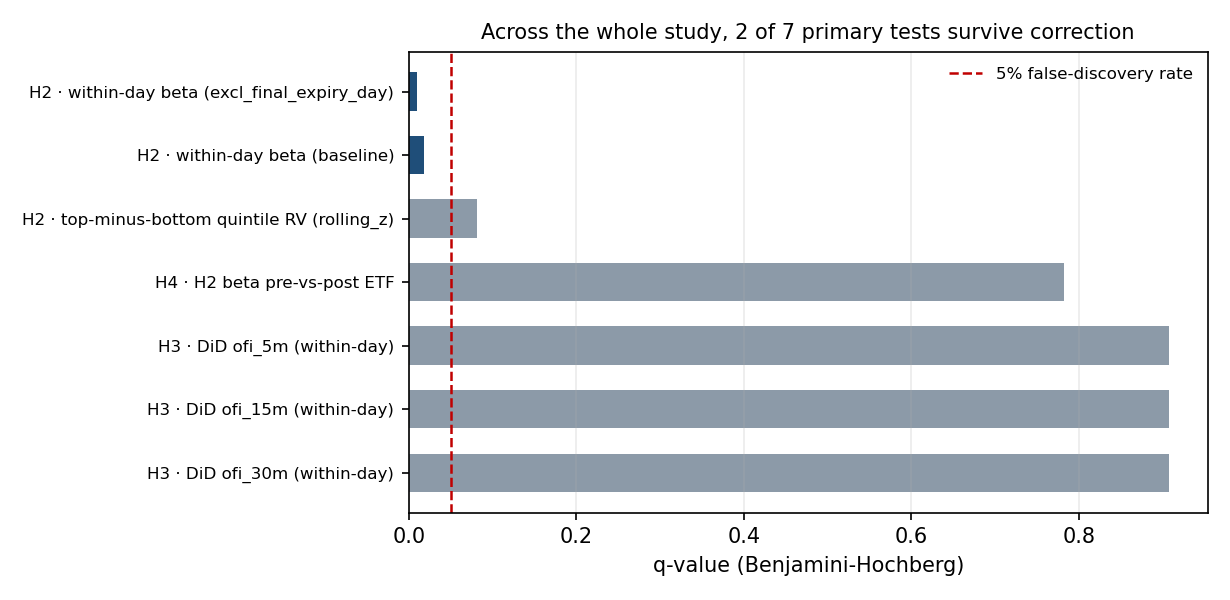 Across the whole study, 2 of 7 primary tests survive correction
5% false-discovery rate
H2 · within-day beta (excl_final_expiry_day)
H2 · within-day beta (baseline)
H2 · top-minus-bottom quintile RV (rolling_z)
H4 · H2 beta pre-vs-post ETF
H3 · DiD ofi_5m (within-day)
H3 · DiD ofi_15m (within-day)
H3 · DiD ofi_30m (within-day)
0.0 0.2 0.4 0.6 0.8
q-value (Benjamini-Hochberg)